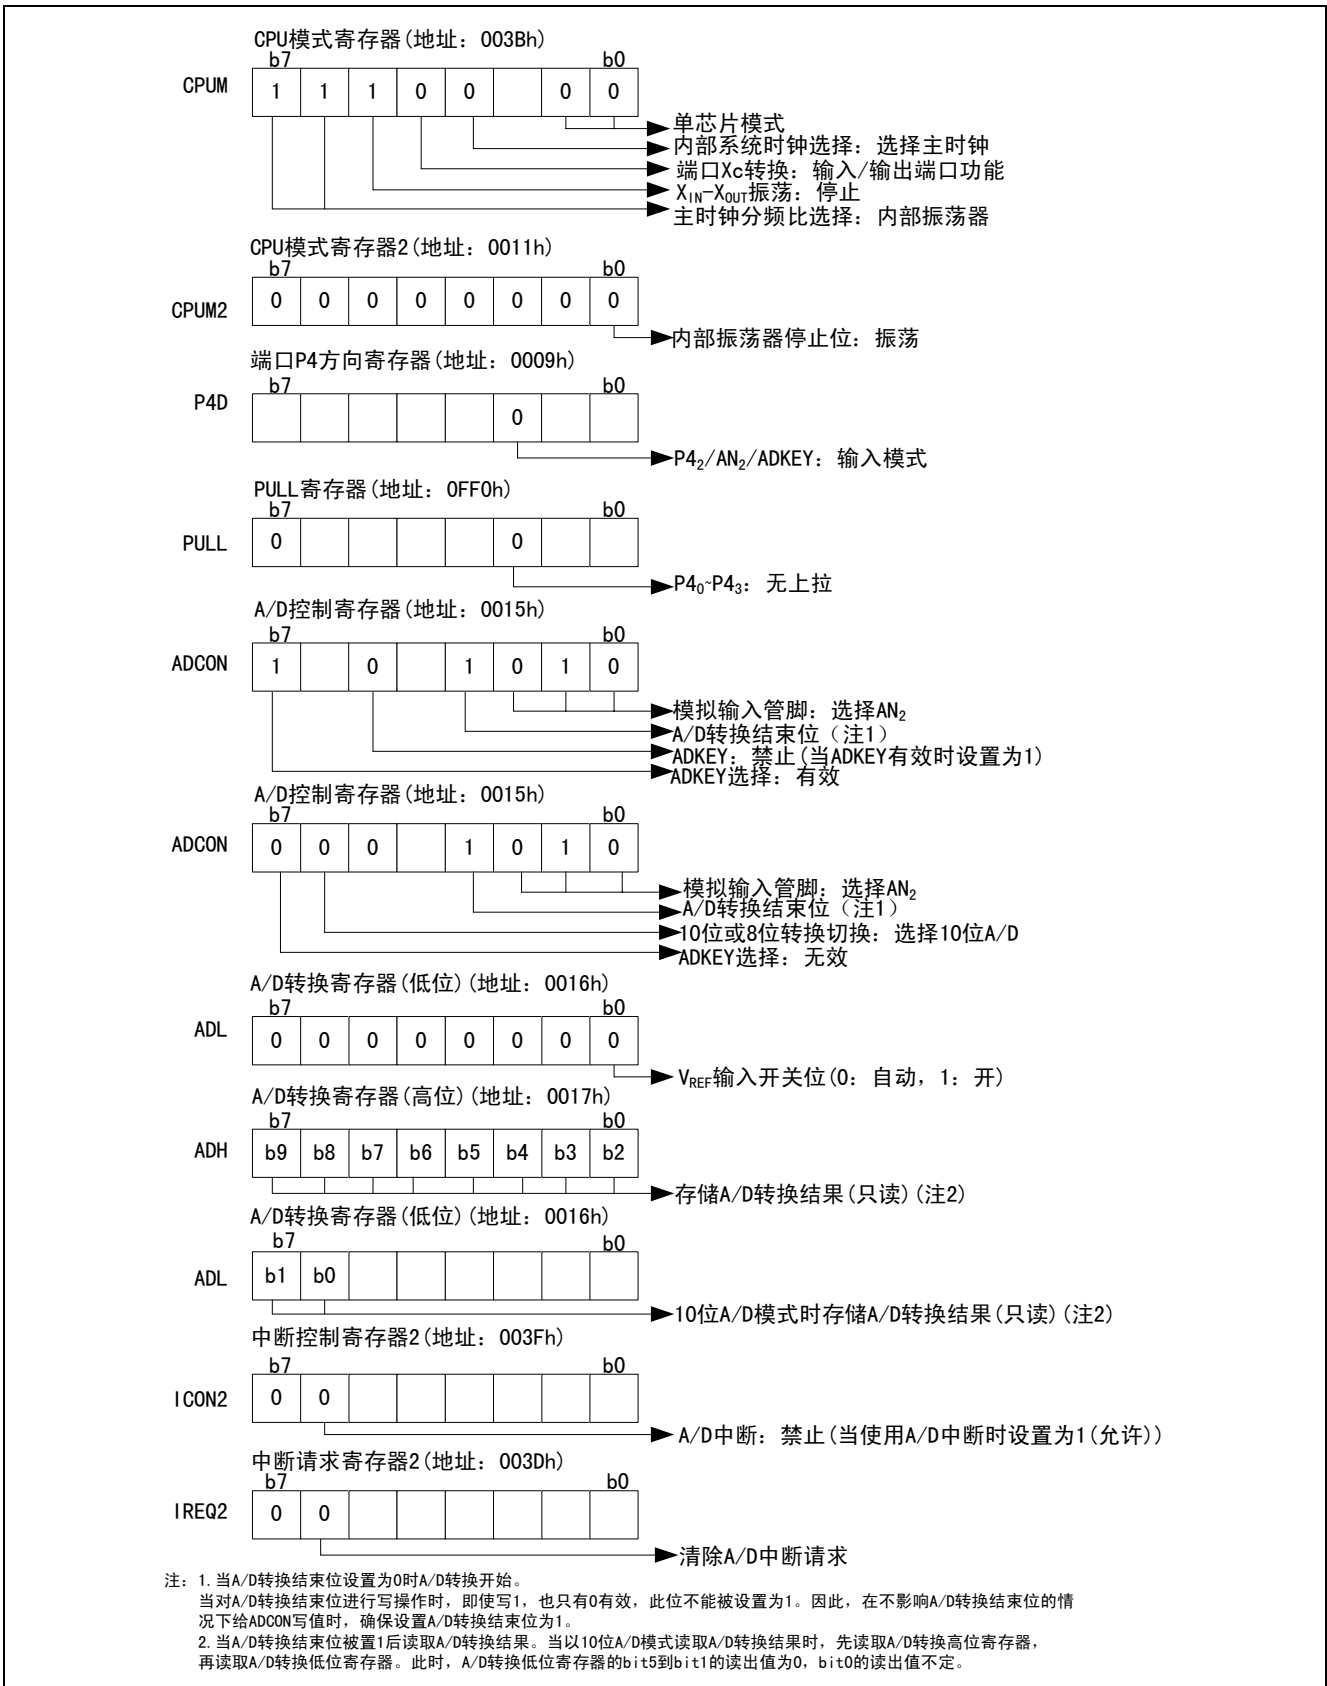 CPU模式寄存器(地址：003Bh)
b7 b0
CPUM 1 1 1 0 0 0 0
单芯片模式
内部系统时钟选择：选择主时钟
端口Xc转换：输入/输出端口功能
XIN-XOUT振荡：停止
主时钟分频比选择：内部振荡器
CPU模式寄存器2(地址：0011h)
b7 b0
CPUM2 0 0 0 0 0 0 0 0
内部振荡器停止位：振荡
端口P4方向寄存器(地址：0009h)
b7 b0
P4D 0
P42/AN2/ADKEY：输入模式
PULL寄存器(地址：0FF0h)
b7 b0
PULL 0 0
P40~P43：无上拉
A/D控制寄存器(地址：0015h)
b7 b0
ADCON 1 0 1 0 1 0
模拟输入管脚：选择AN2
A/D转换结束位（注1）
ADKEY：禁止(当ADKEY有效时设置为1)
ADKEY选择：有效
A/D控制寄存器(地址：0015h)
b7 b0
ADCON 0 0 0 1 0 1 0
模拟输入管脚：选择AN2
A/D转换结束位（注1）
10位或8位转换切换：选择10位A/D
ADKEY选择：无效
A/D转换寄存器(低位)(地址：0016h)
b7 b0
ADL 0 0 0 0 0 0 0 0
VREF输入开关位(0：自动，1：开)
A/D转换寄存器(高位)(地址：0017h)
b7 b0
ADH b9 b8 b7 b6 b5 b4 b3 b2
存储A/D转换结果(只读)(注2)
A/D转换寄存器(低位)(地址：0016h)
b7 b0
ADL b1 b0
10位A/D模式时存储A/D转换结果(只读)(注2)
中断控制寄存器2(地址：003Fh)
b7 b0
ICON2 0 0
A/D中断：禁止(当使用A/D中断时设置为1(允许))
中断请求寄存器2(地址：003Dh)
b7 b0
IREQ2 0 0
清除A/D中断请求
注：1.当A/D转换结束位设置为0时A/D转换开始。
当对A/D转换结束位进行写操作时，即使写1，也只有0有效，此位不能被设置为1。因此，在不影响A/D转换结束位的情
况下给ADCON写值时，确保设置A/D转换结束位为1。
2.当A/D转换结束位被置1后读取A/D转换结果。当以10位A/D模式读取A/D转换结果时，先读取A/D转换高位寄存器，
再读取A/D转换低位寄存器。此时，A/D转换低位寄存器的bit5到bit1的读出值为0，bit0的读出值不定。